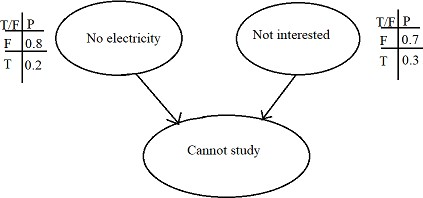 T/F P
F 0.8
T 0.2
No electricity
Not interested
T/F P
F 0.7
T 0.3
Cannot study